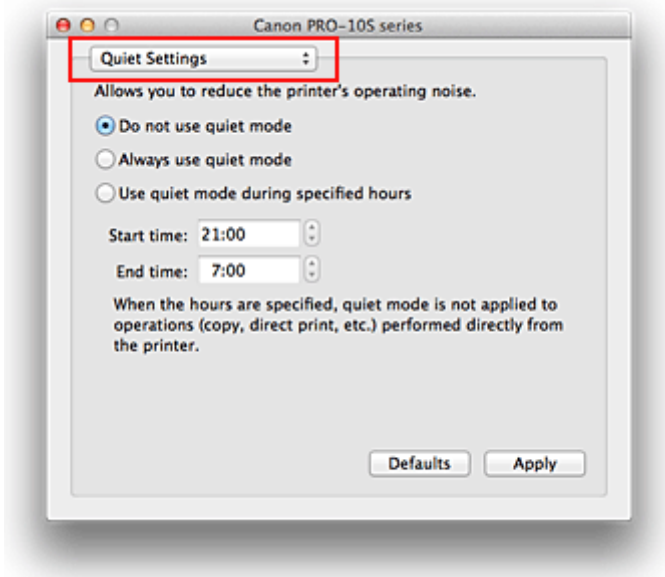 Canon PRO-10S series
Quiet Settings
Allows you to reduce the printer's operating noise.
Do not use quiet mode
Always use quiet mode
Use quiet mode during specified hours
Start time: 21:00
End time: 7:00
When the hours are specified, quiet mode is not applied to
operations (copy, direct print, etc.) performed directly from
the printer.
Defaults Apply